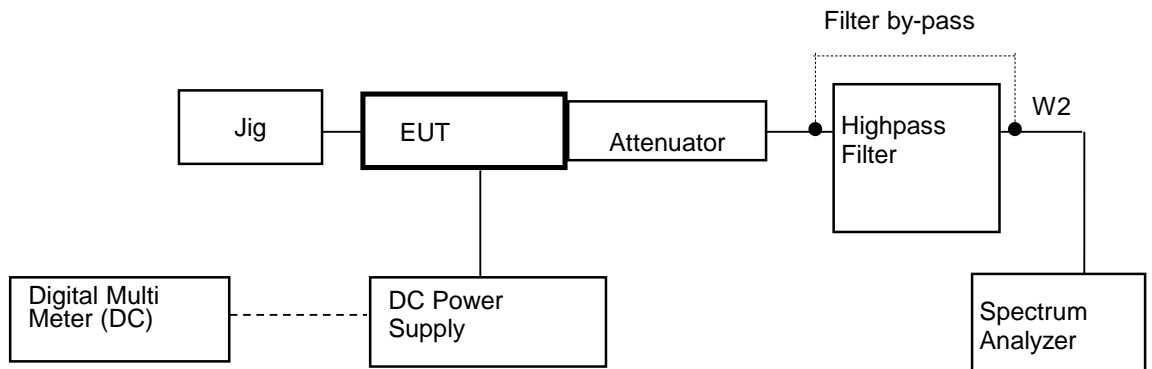 Filter by-pass
Jig
EUT
Attenuator
Highpass
Filter
W2
Digital Multi
Meter (DC)
DC Power
Supply
Spectrum
Analyzer